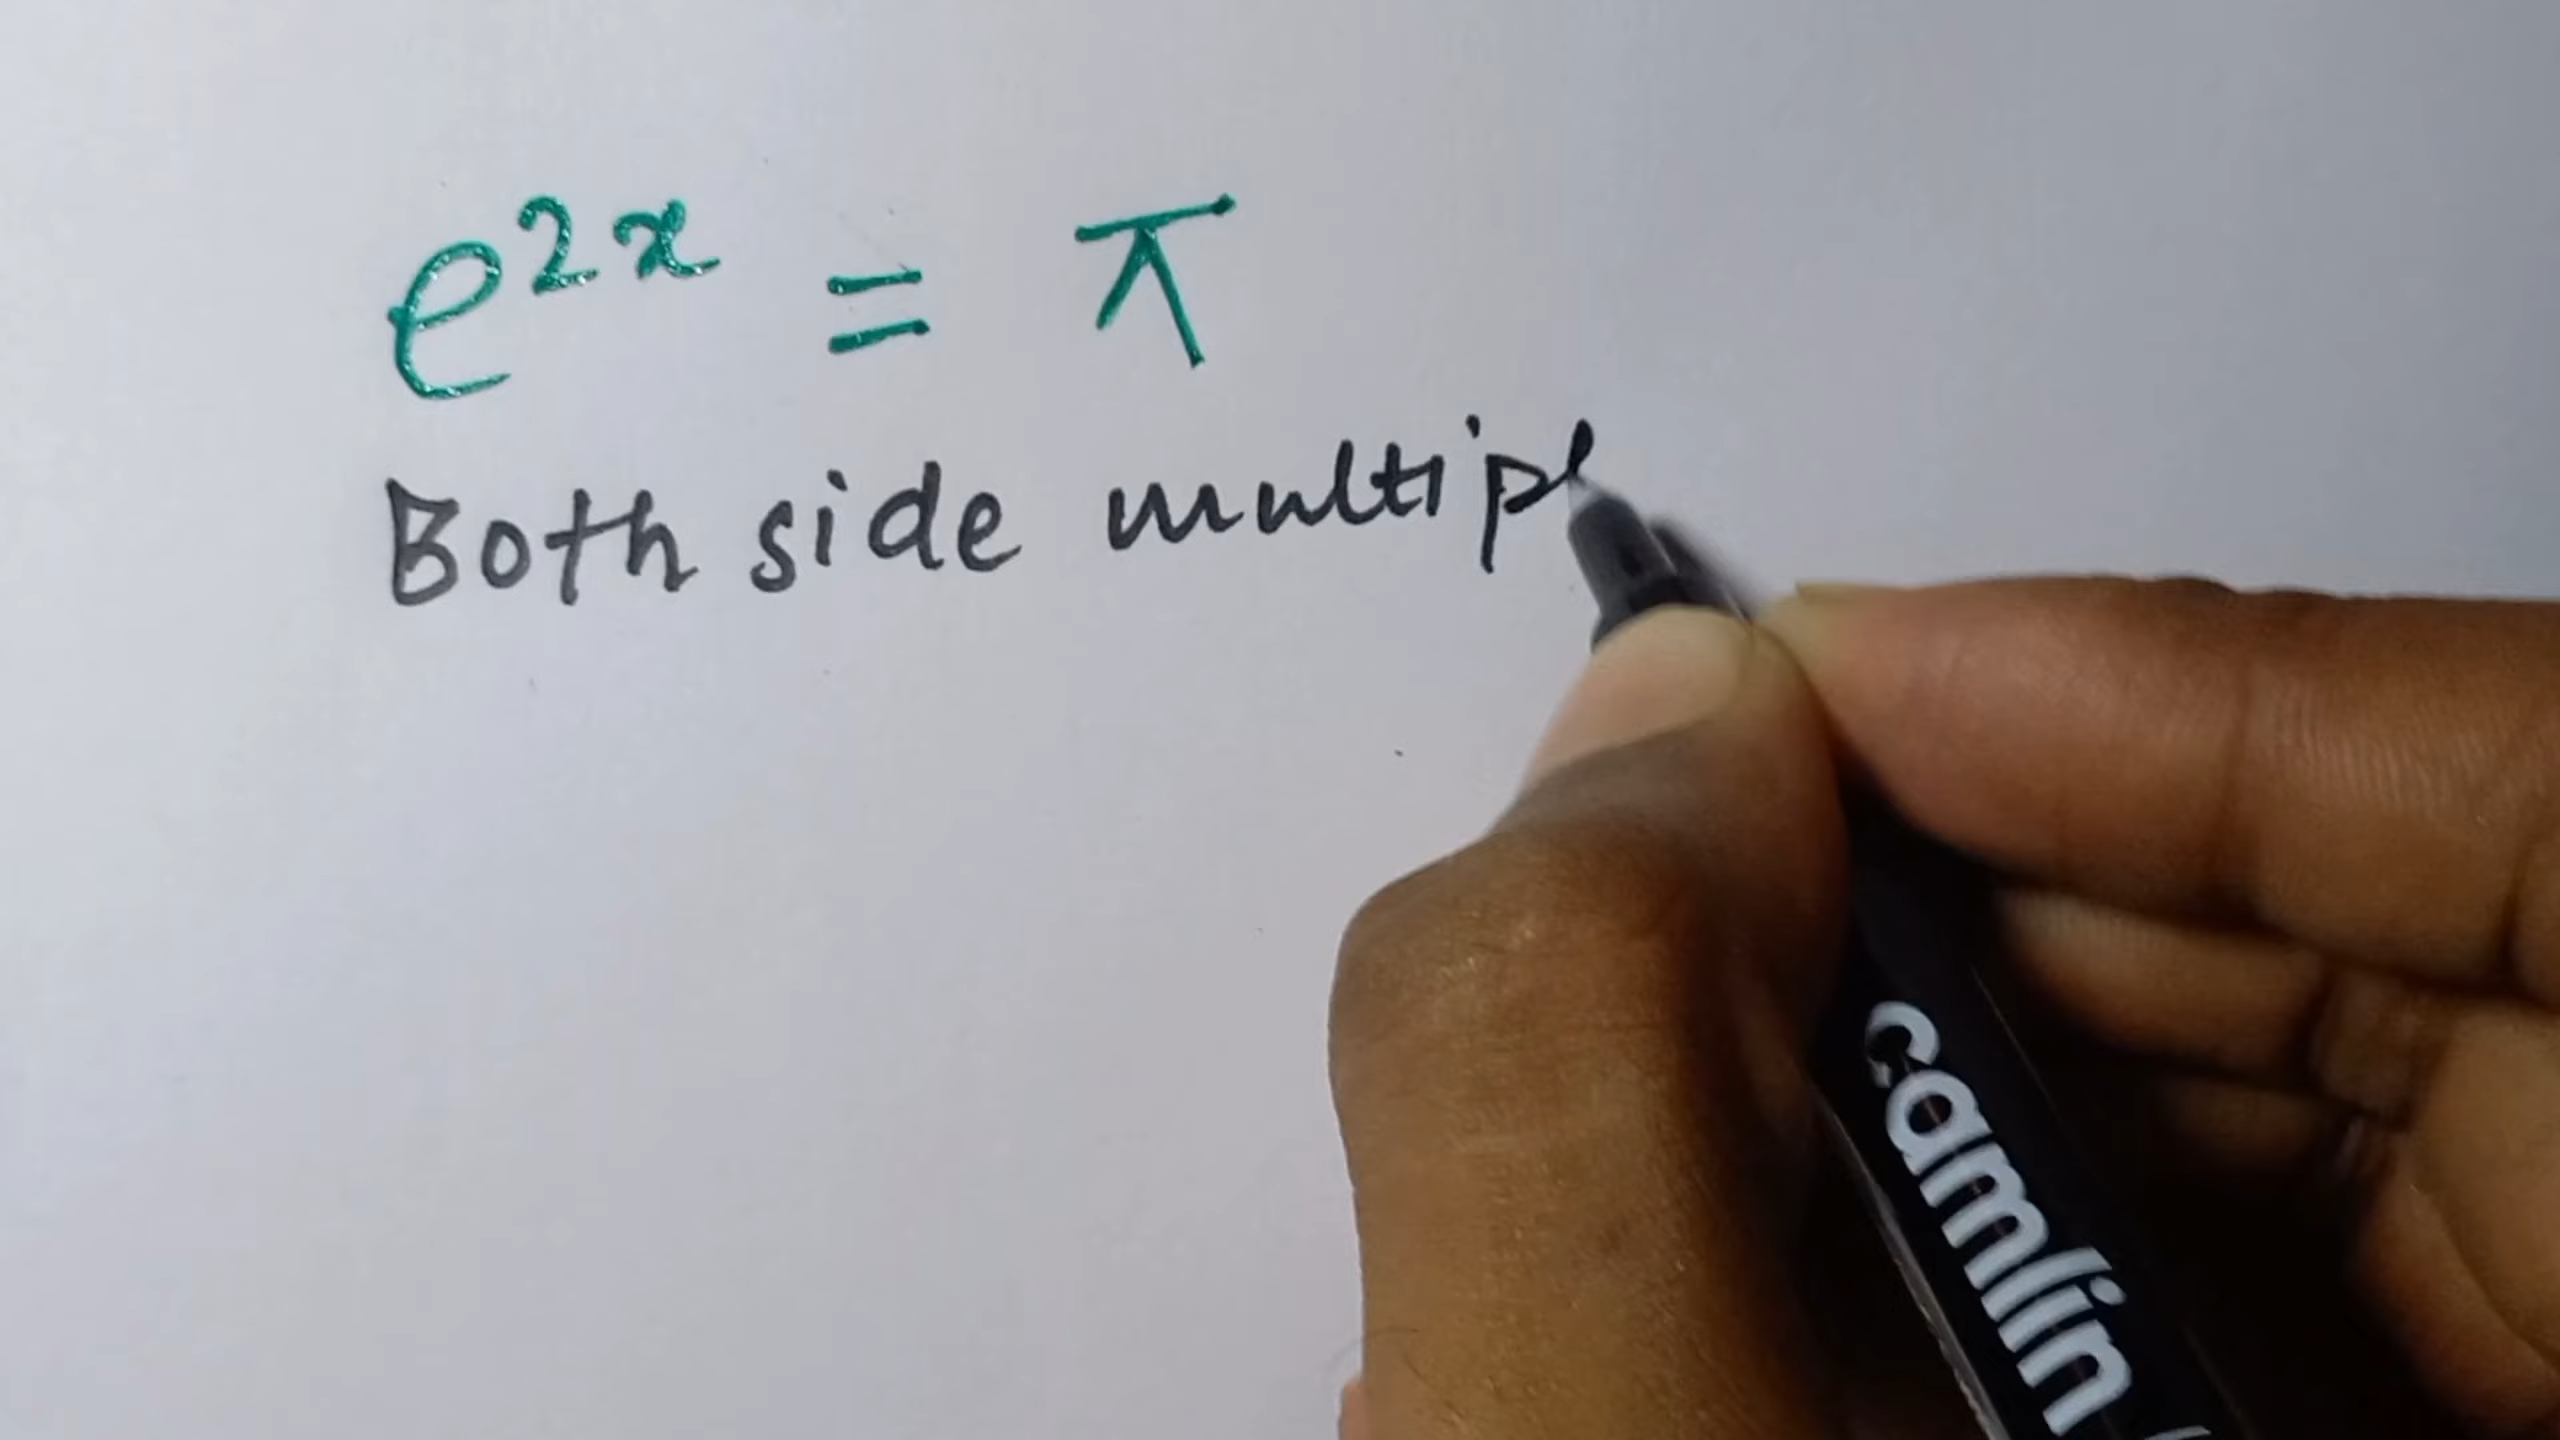 e^{2x} = π
Both side multipl
camlin